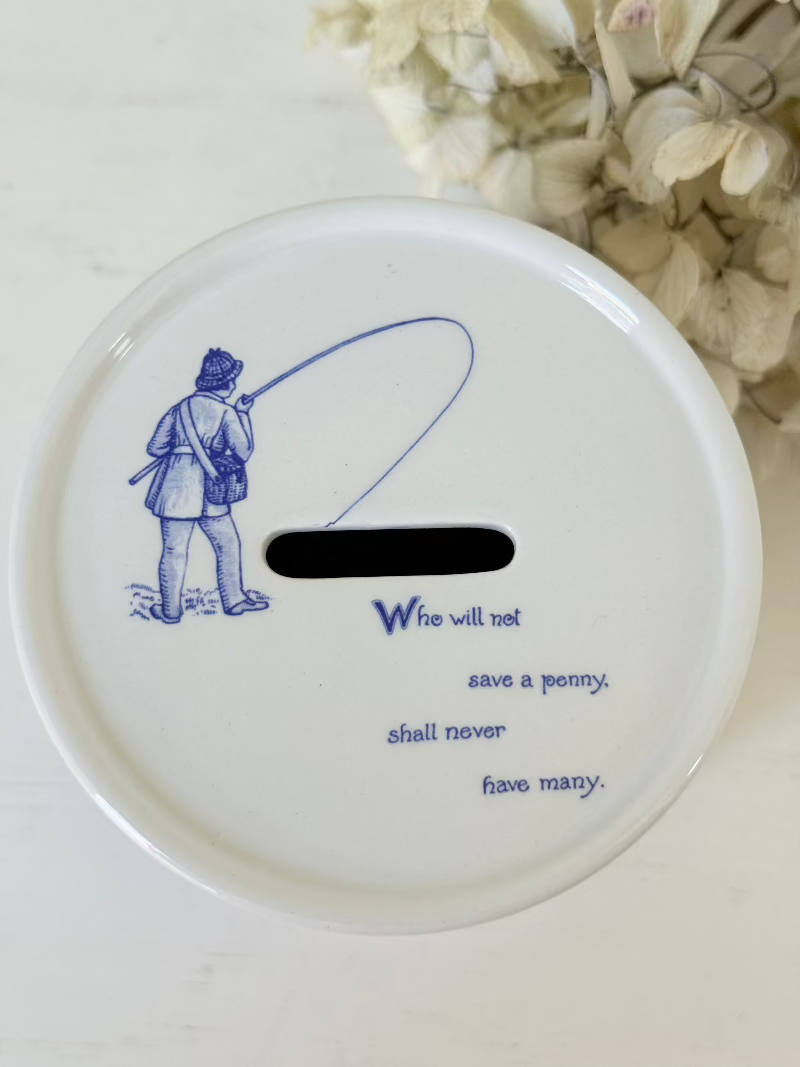 Who will not
save a penny,
shall never
have many.